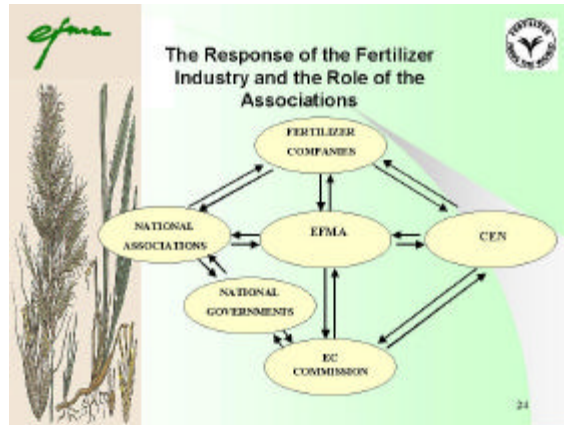 efma
The Response of the Fertilizer
Industry and the Role of the
Associations
FERTILIZER
COMPANIES
NATIONAL
ASSOCIATIONS
EFMA
CEN
NATIONAL
GOVERNMENTS
EC
COMMISSION
24